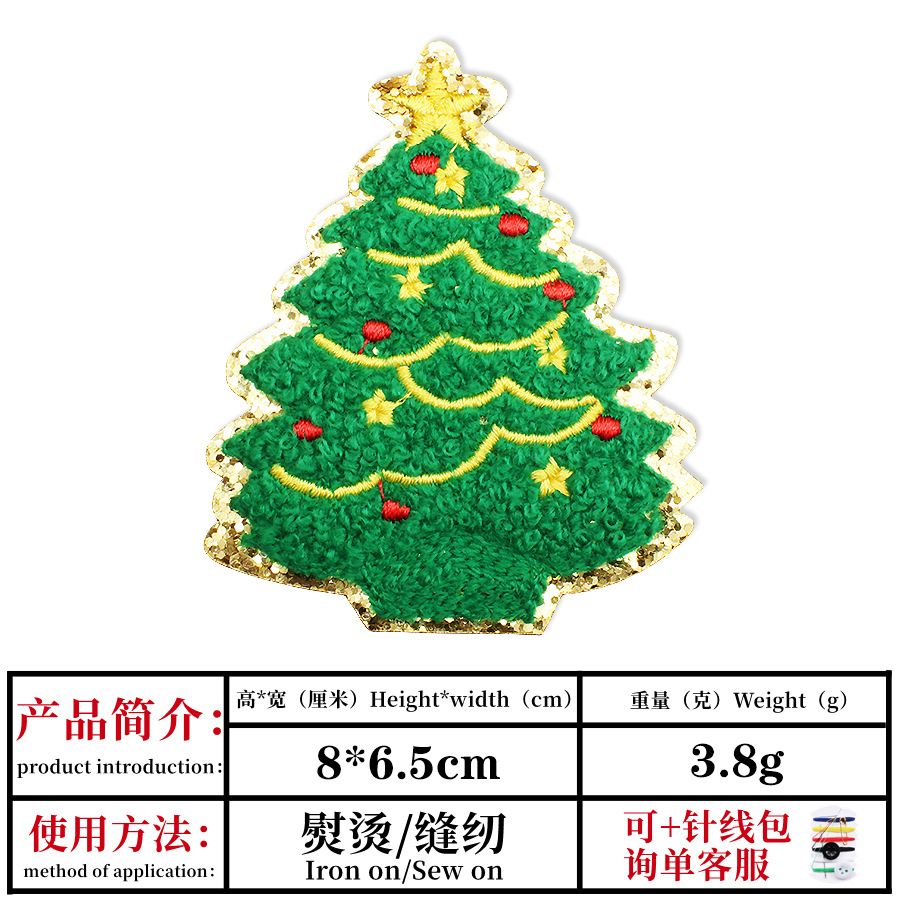 产品简介：
product introduction：
高*宽（厘米）Height*width（cm）
重量（克）Weight（g）
8*6.5cm
3.8g
使用方法：
method of application：
熨烫/缝纫
Iron on/Sew on
可+针线包
询单客服